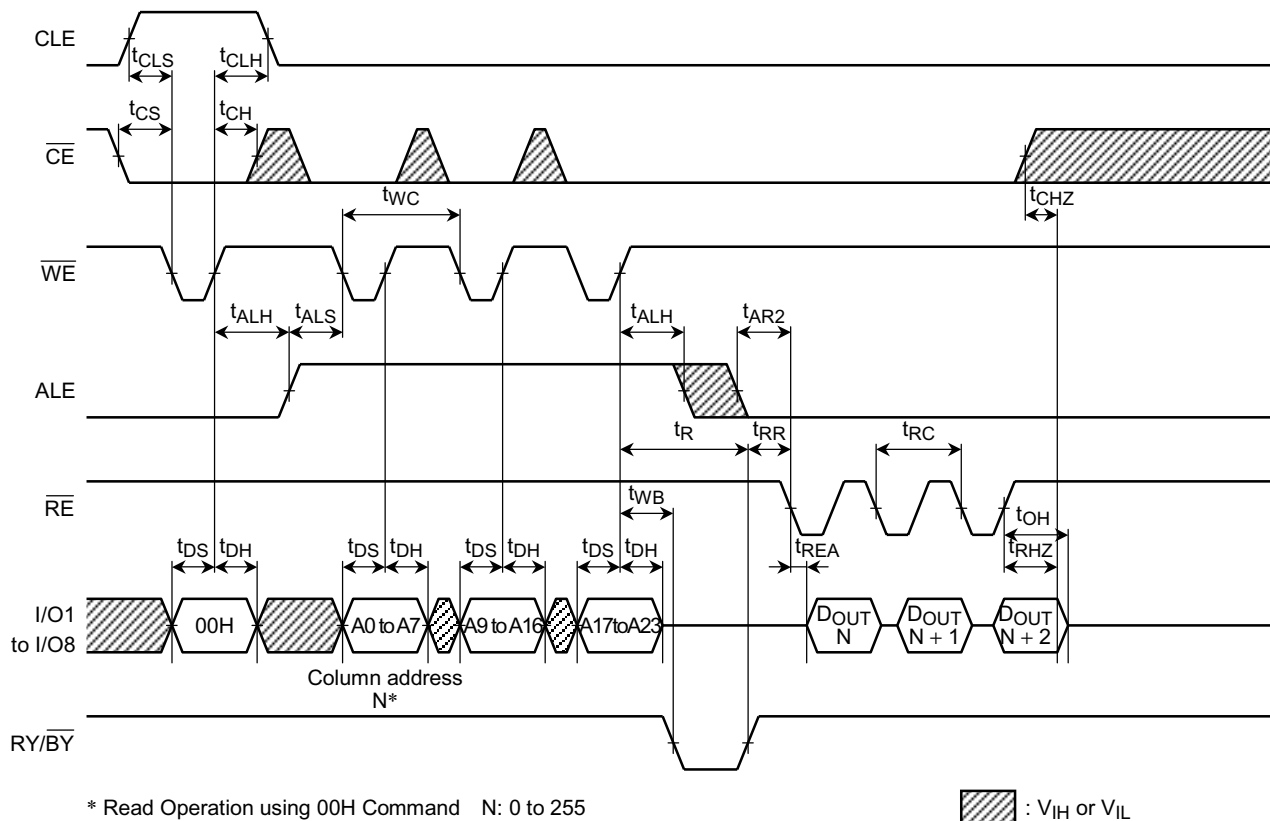 CLE
tCLS
tCLH
tCS
tCH
CE
tCHZ
tWC
WE
tALH
tALS
tALH
tAR2
ALE
tR
tRR
tRC
RE
tWB
tOH
tREA
tRHZ
tDS
tDH
tDS
tDH
tDS
tDH
tDS
tDH
I/O1
to I/O8
00H
A0 to A7
A9 to A16
A17 to A23
DOUT
N
DOUT
N + 1
DOUT
N + 2
Column address
N*
RY/BY
* Read Operation using 00H Command N: 0 to 255
: VIH or VIL